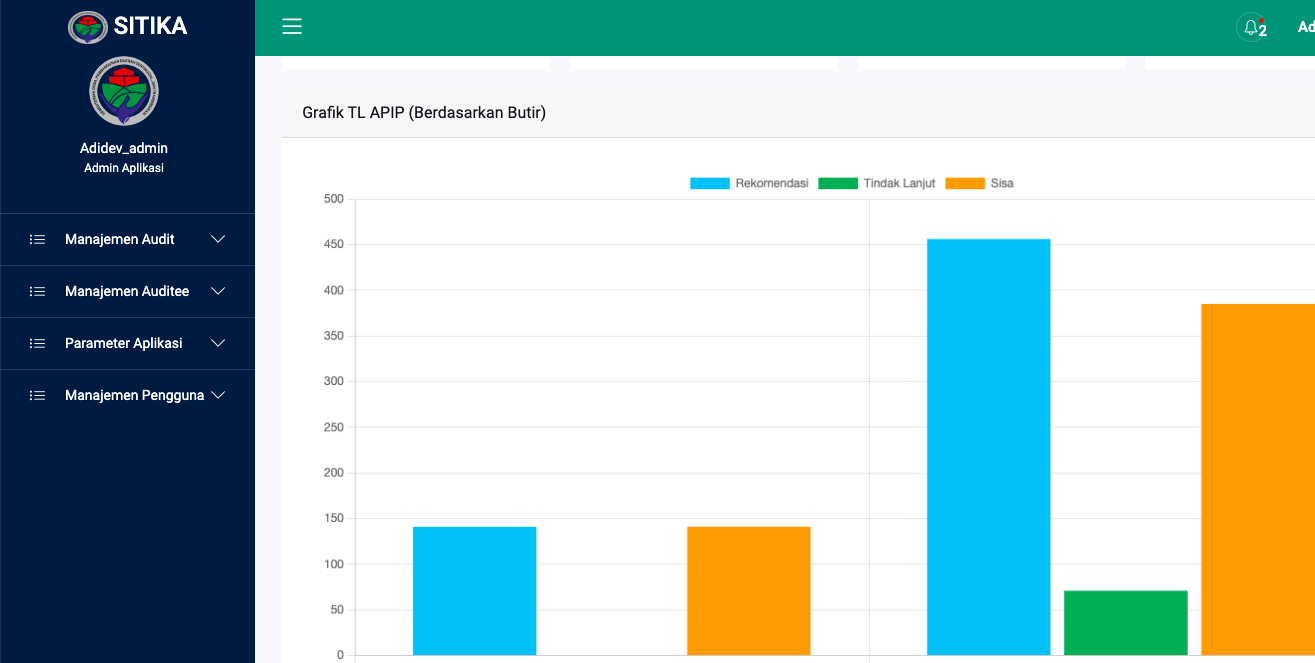 SITIKA
Adidev_admin
Admin Aplikasi
Manajemen Audit
Manajemen Auditee
Parameter Aplikasi
Manajemen Pengguna
2
Ad
Grafik TL APIP (Berdasarkan Butir)
Rekomendasi Tindak Lanjut Sisa
500
450
400
350
300
250
200
150
100
50
0